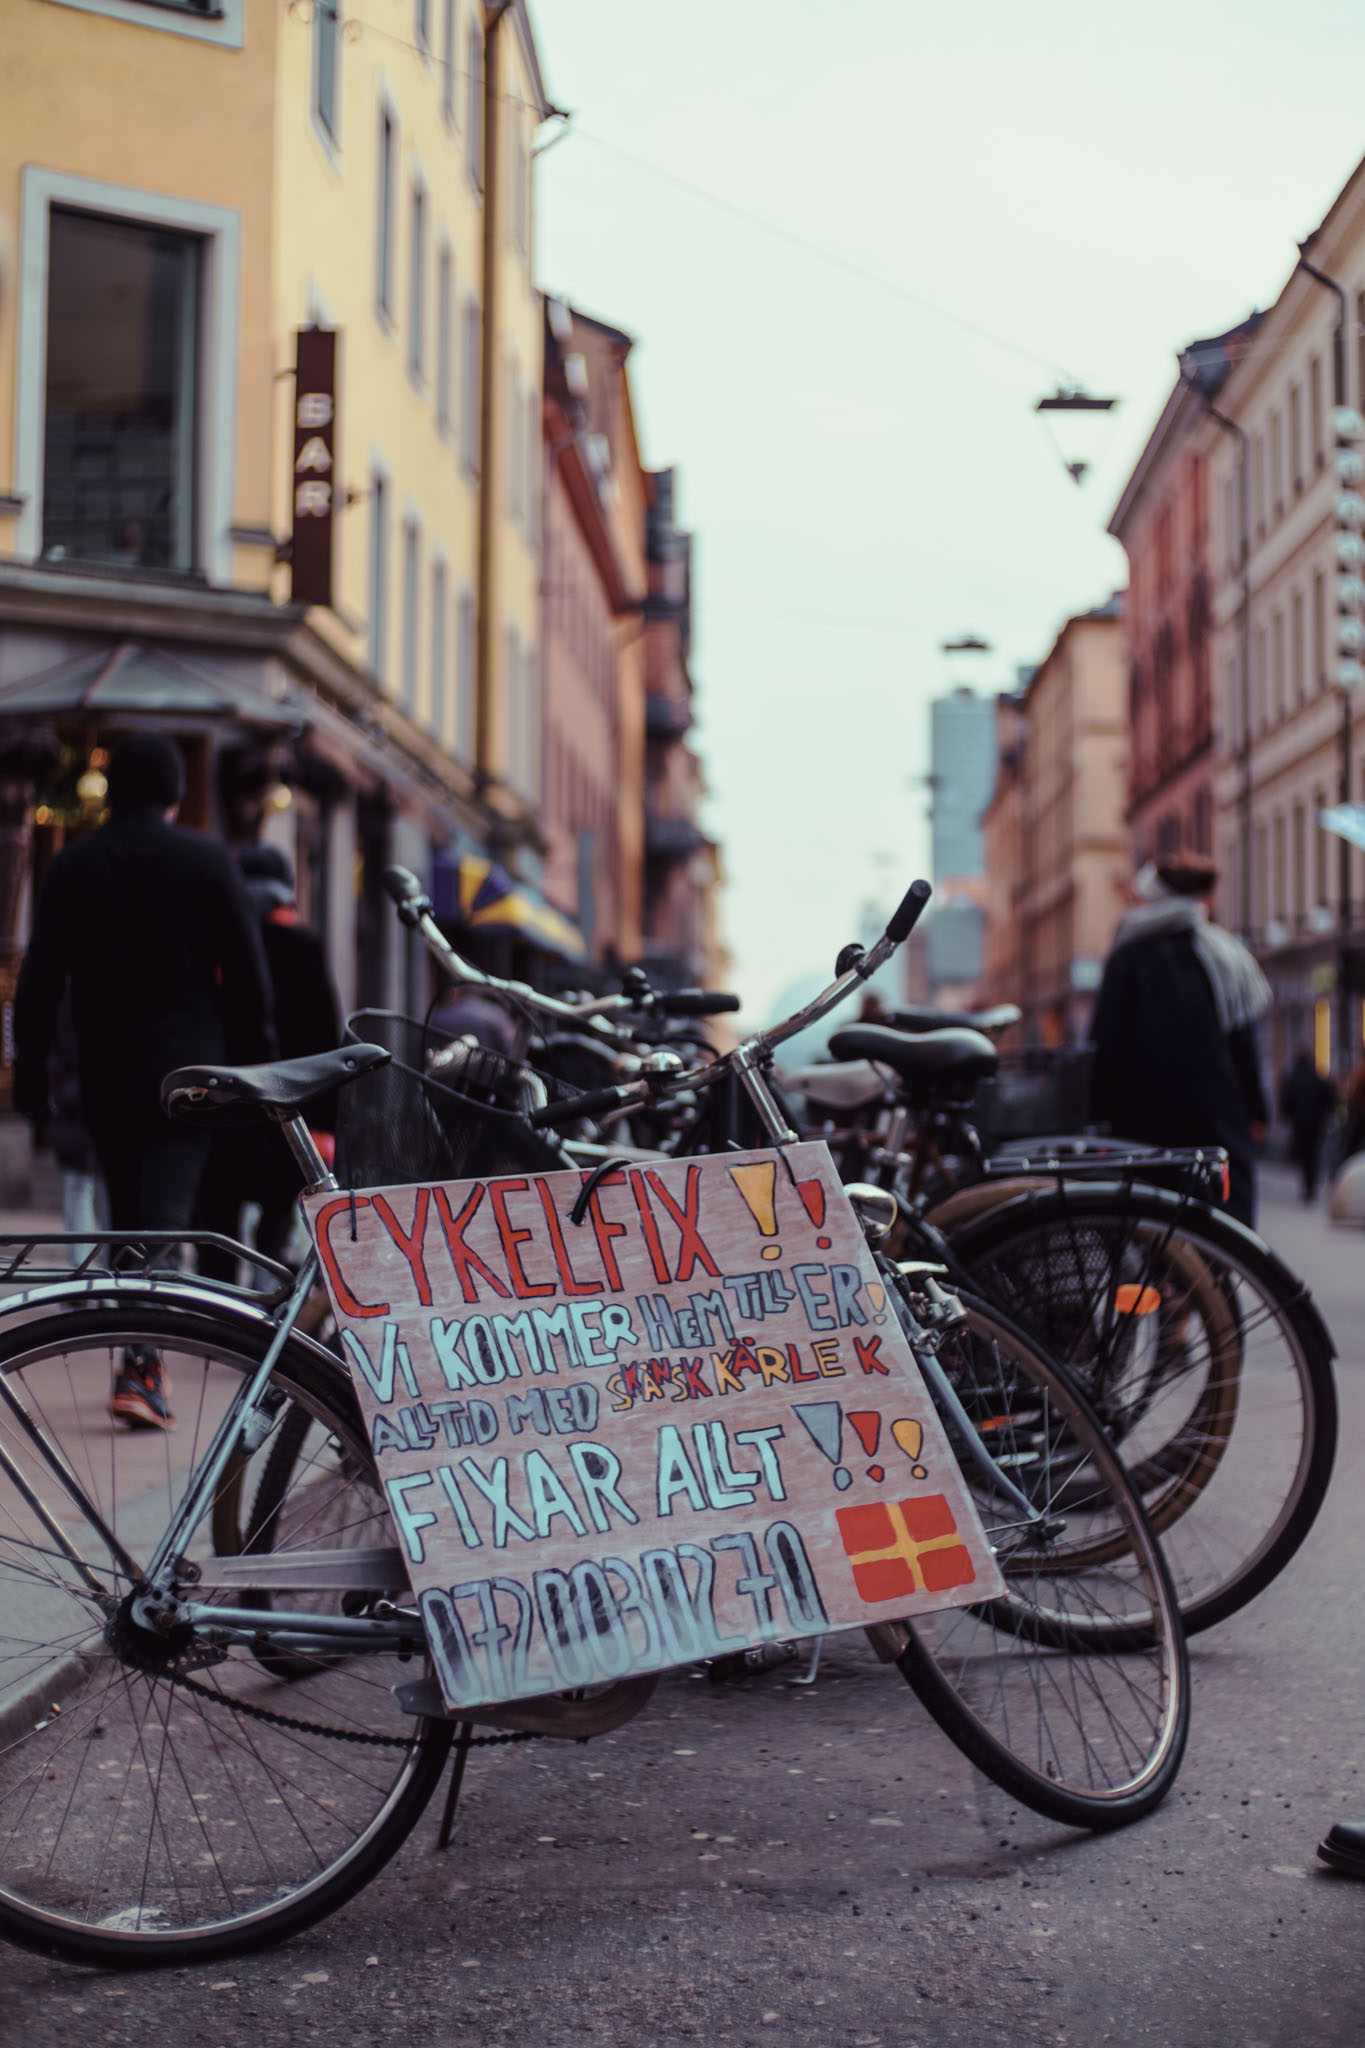 BAR
CYKELFIX!!
VI KOMMER HEM TILL ER!
ALLTID MED SKÅNSK KÄRLEK
FIXAR ALLT!!!
0720030270